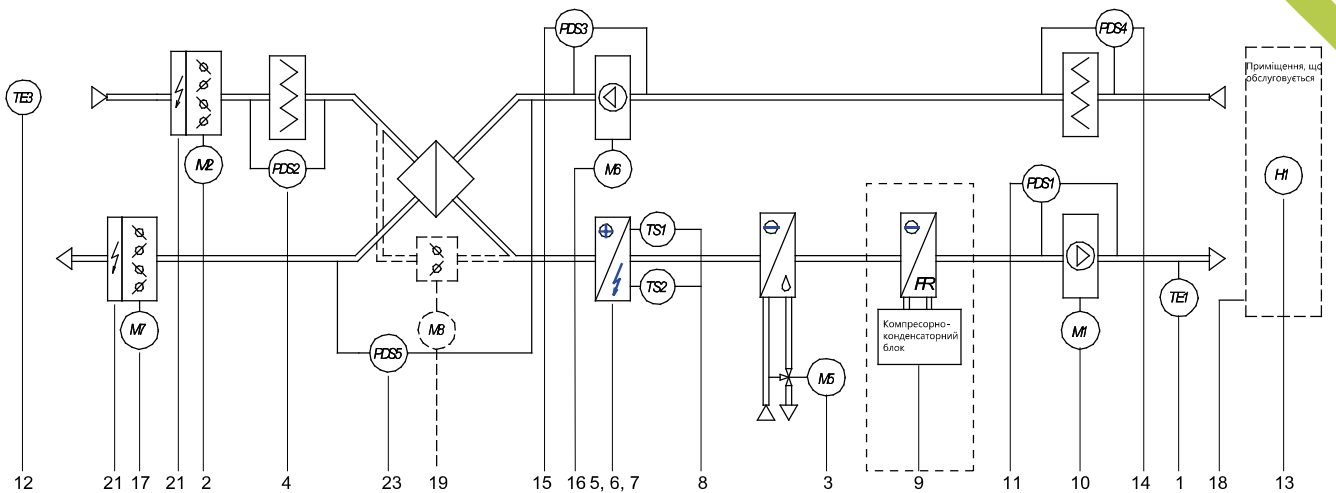 PDS3
PDS4
Приміщення, що
обслуговується
TE3
M2
PDS2
M6
H1
PDS1
TS1
TS2
FR
TE1
M7
M8
M1
Компресорно-
конденсаторний
блок
PDS5
M5
12 21 17 21 2 4 23 19 15 16 5, 6, 7 8 3 9 11 10 14 1 18 13